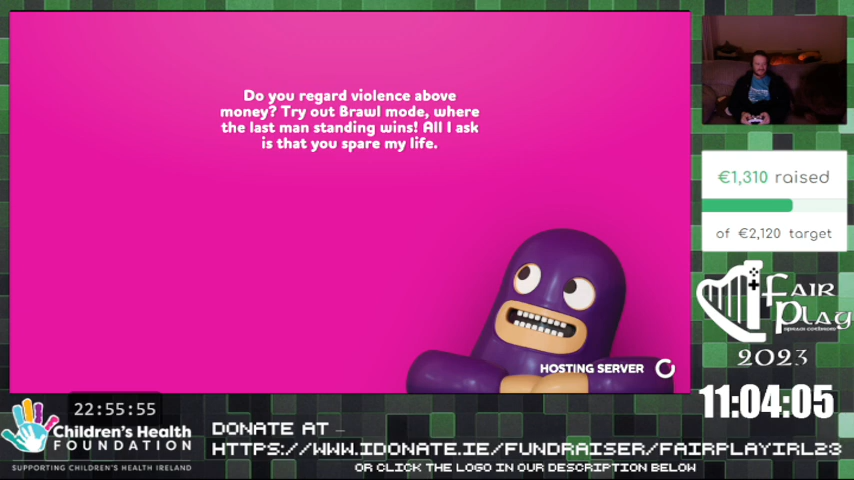 Do you regard violence above
money? Try out Brawl mode, where
the last man standing wins! All I ask
is that you spare my life.
HOSTING SERVER
€1,310 raised
of €2,120 target
FAIR
PLAY
2023
11:04:05
22:55:55
Children's Health
FOUNDATION
SUPPORTING CHILDREN'S HEALTH IRELAND
DONATE AT -
HTTPS://WWW.IDONATE.IE/FUNDRAISER/FAIRPLAYIRL23
OR CLICK THE LOGO IN OUR DESCRIPTION BELOW